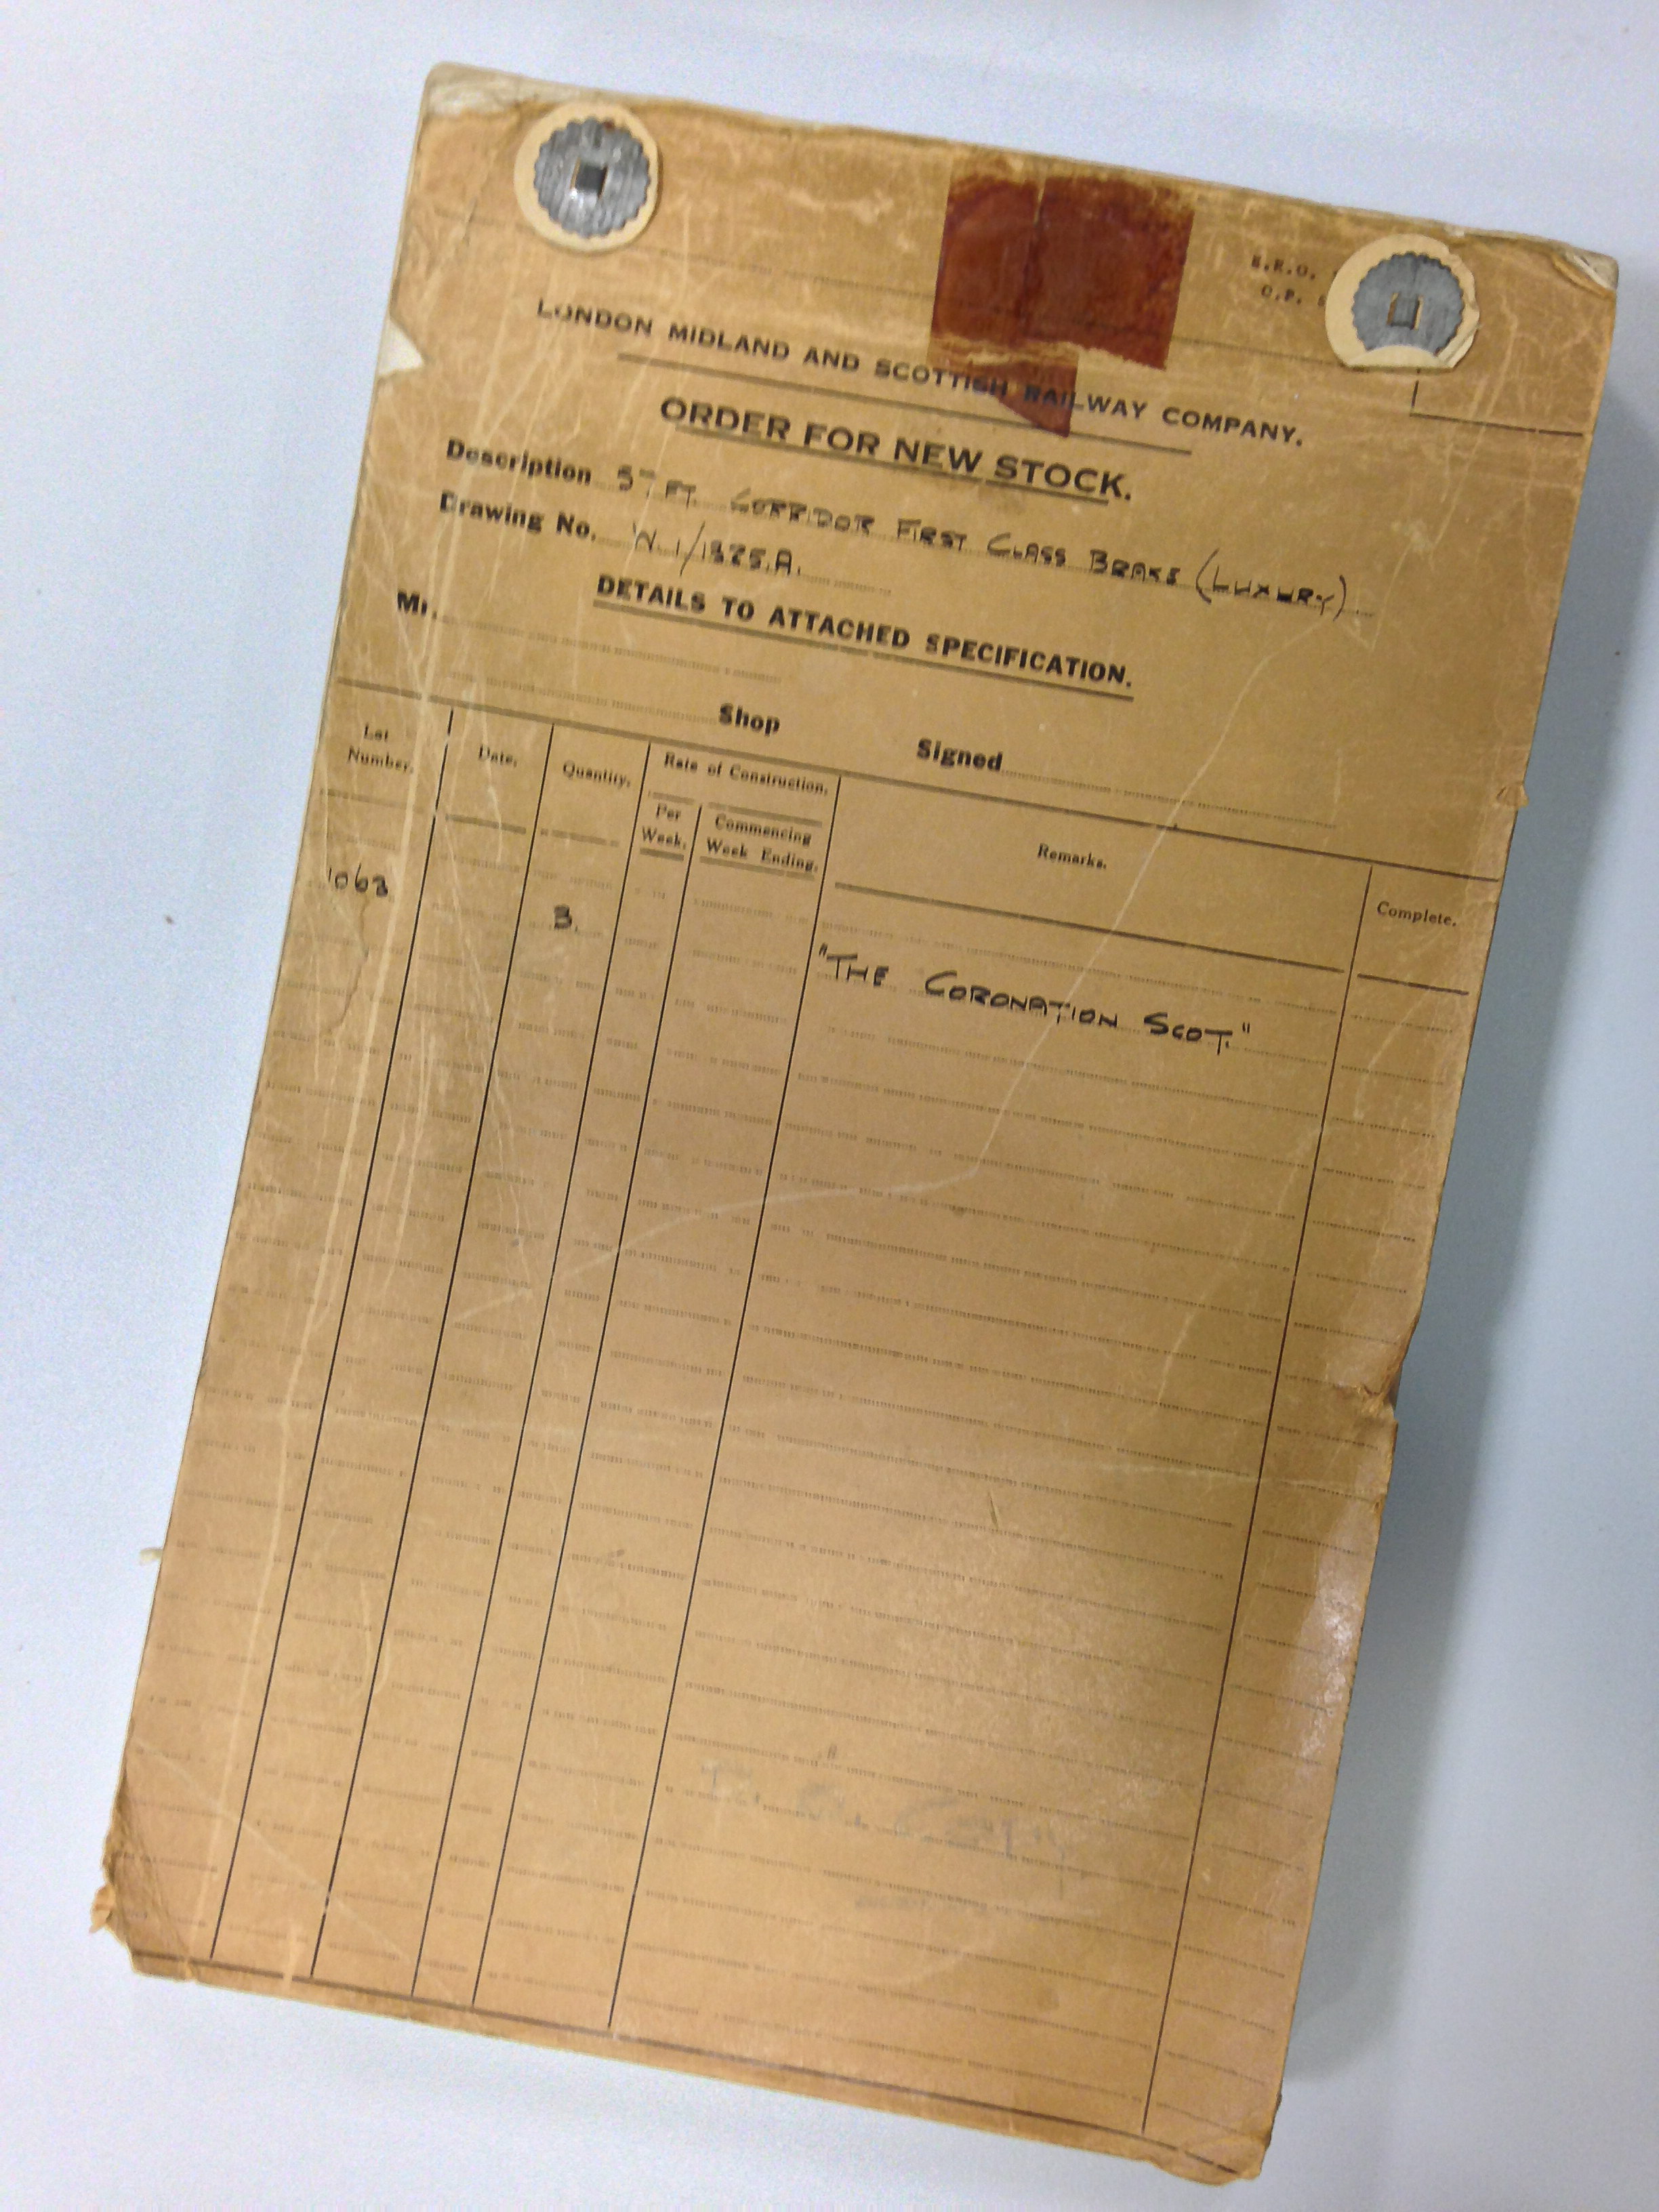 E.R.O.
C.P.
LONDON MIDLAND AND SCOTTISH RAILWAY COMPANY.
ORDER FOR NEW STOCK.
Description 57 FT. CORRIDOR FIRST CLASS BRAKE (LUXURY)
Drawing No. W.1/1875.A.
DETAILS TO ATTACHED SPECIFICATION.
Mr.
Shop Signed
Lot Number. Date. Quantity. Rate of Construction. Remarks. Complete.
Per Week. Commencing Week Ending.
1063 3. "THE CORONATION SCOT."